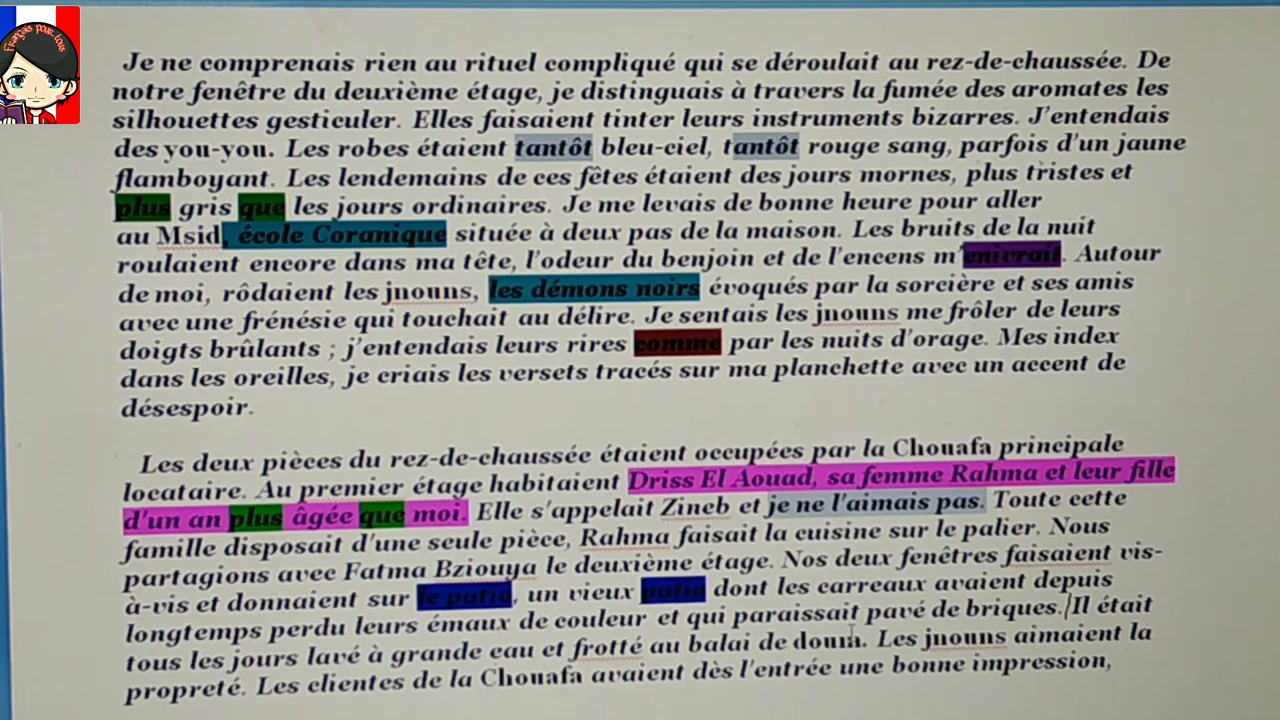 Français pour tous
Je ne comprenais rien au rituel compliqué qui se déroulait au rez-de-chaussée. De
notre fenêtre du deuxième étage, je distinguais à travers la fumée des aromates les
silhouettes gesticuler. Elles faisaient tinter leurs instruments bizarres. J'entendais
des you-you. Les robes étaient tantôt bleu-ciel, tantôt rouge sang, parfois d'un jaune
flamboyant. Les lendemains de ces fêtes étaient des jours mornes, plus tristes et
plus gris que les jours ordinaires. Je me levais de bonne heure pour aller
au Msid, école Coranique située à deux pas de la maison. Les bruits de la nuit
roulaient encore dans ma tête, l'odeur du benjoin et de l'encens m'enivrait. Autour
de moi, rôdaient les jnouns, les démons noirs évoqués par la sorcière et ses amis
avec une frénésie qui touchait au délire. Je sentais les jnouns me frôler de leurs
doigts brûlants ; j'entendais leurs rires comme par les nuits d'orage. Mes index
dans les oreilles, je criais les versets tracés sur ma planchette avec un accent de
désespoir.
Les deux pièces du rez-de-chaussée étaient occupées par la Chouafa principale
locataire. Au premier étage habitaient Driss El Aouad, sa femme Rahma et leur fille
d'un an plus âgée que moi. Elle s'appelait Zineb et je ne l'aimais pas. Toute cette
famille disposait d'une seule pièce, Rahma faisait la cuisine sur le palier. Nous
partagions avec Fatma Bziouya le deuxième étage. Nos deux fenêtres faisaient vis-
à-vis et donnaient sur le patio, un vieux patio dont les carreaux avaient depuis
longtemps perdu leurs émaux de couleur et qui paraissait pavé de briques. Il était
tous les jours lavé à grande eau et frotté au balai de doum. Les jnouns aimaient la
propreté. Les clientes de la Chouafa avaient dès l'entrée une bonne impression,